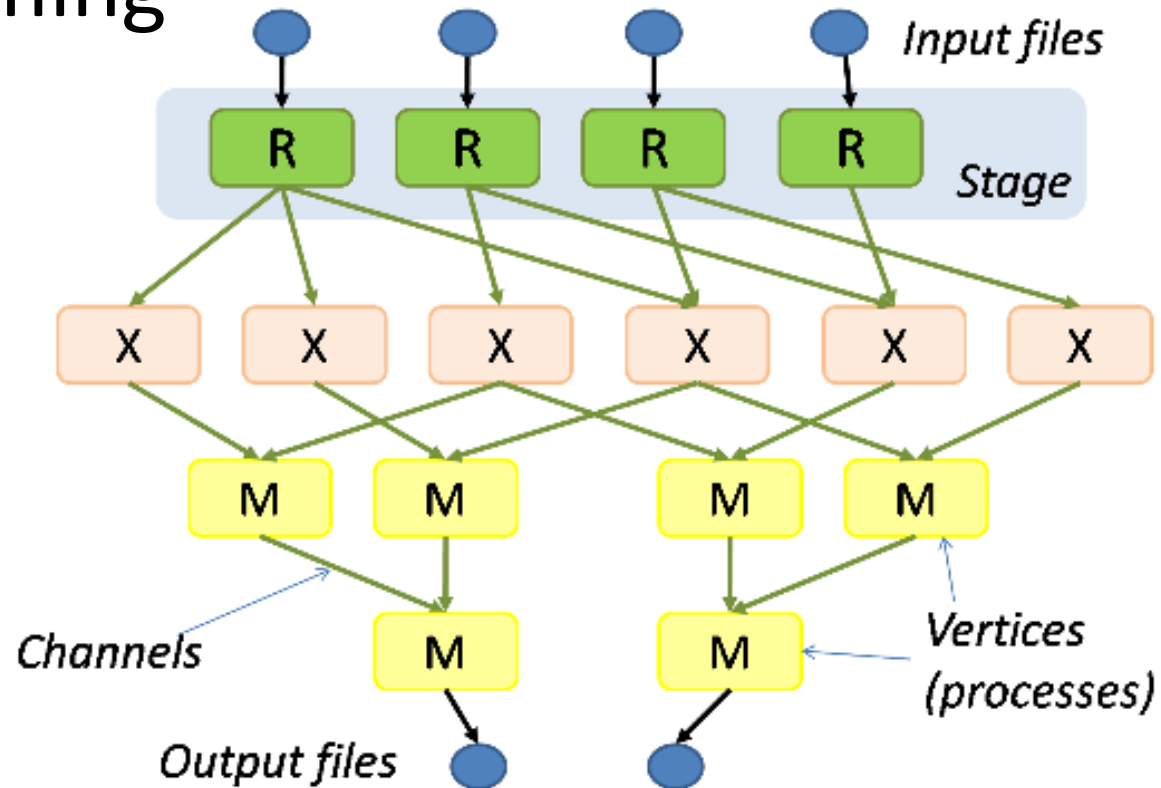 Input files
R R R R
Stage
X X X X X X
M M M M
Channels
M M
Vertices
(processes)
Output files